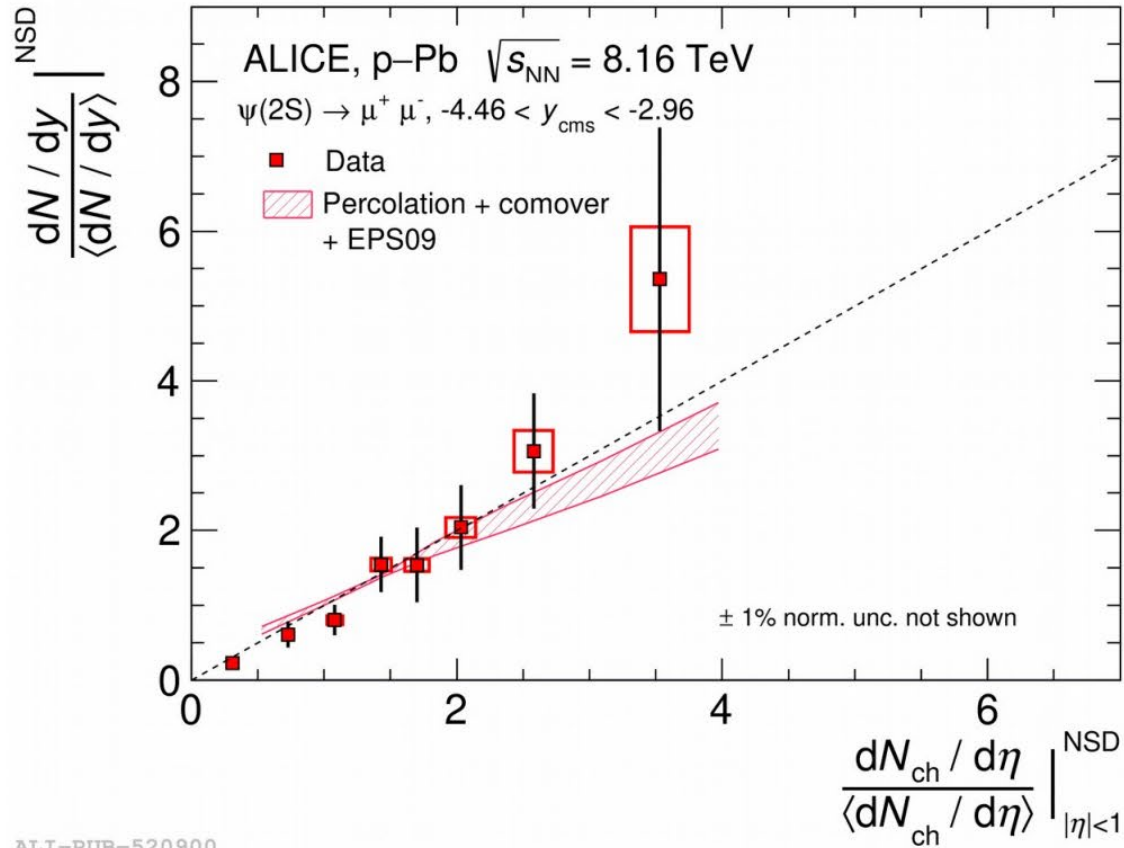 dN / dy
⟨dN / dy⟩
NSD
ALICE, p–Pb √sNN = 8.16 TeV
ψ(2S) → μ+ μ-, -4.46 < ycms < -2.96
Data
Percolation + comover
+ EPS09
8
6
4
2
0
± 1% norm. unc. not shown
0 2 4 6
dNch / dη
⟨dNch / dη⟩
NSD
|η|<1
ALI-PUB-520900